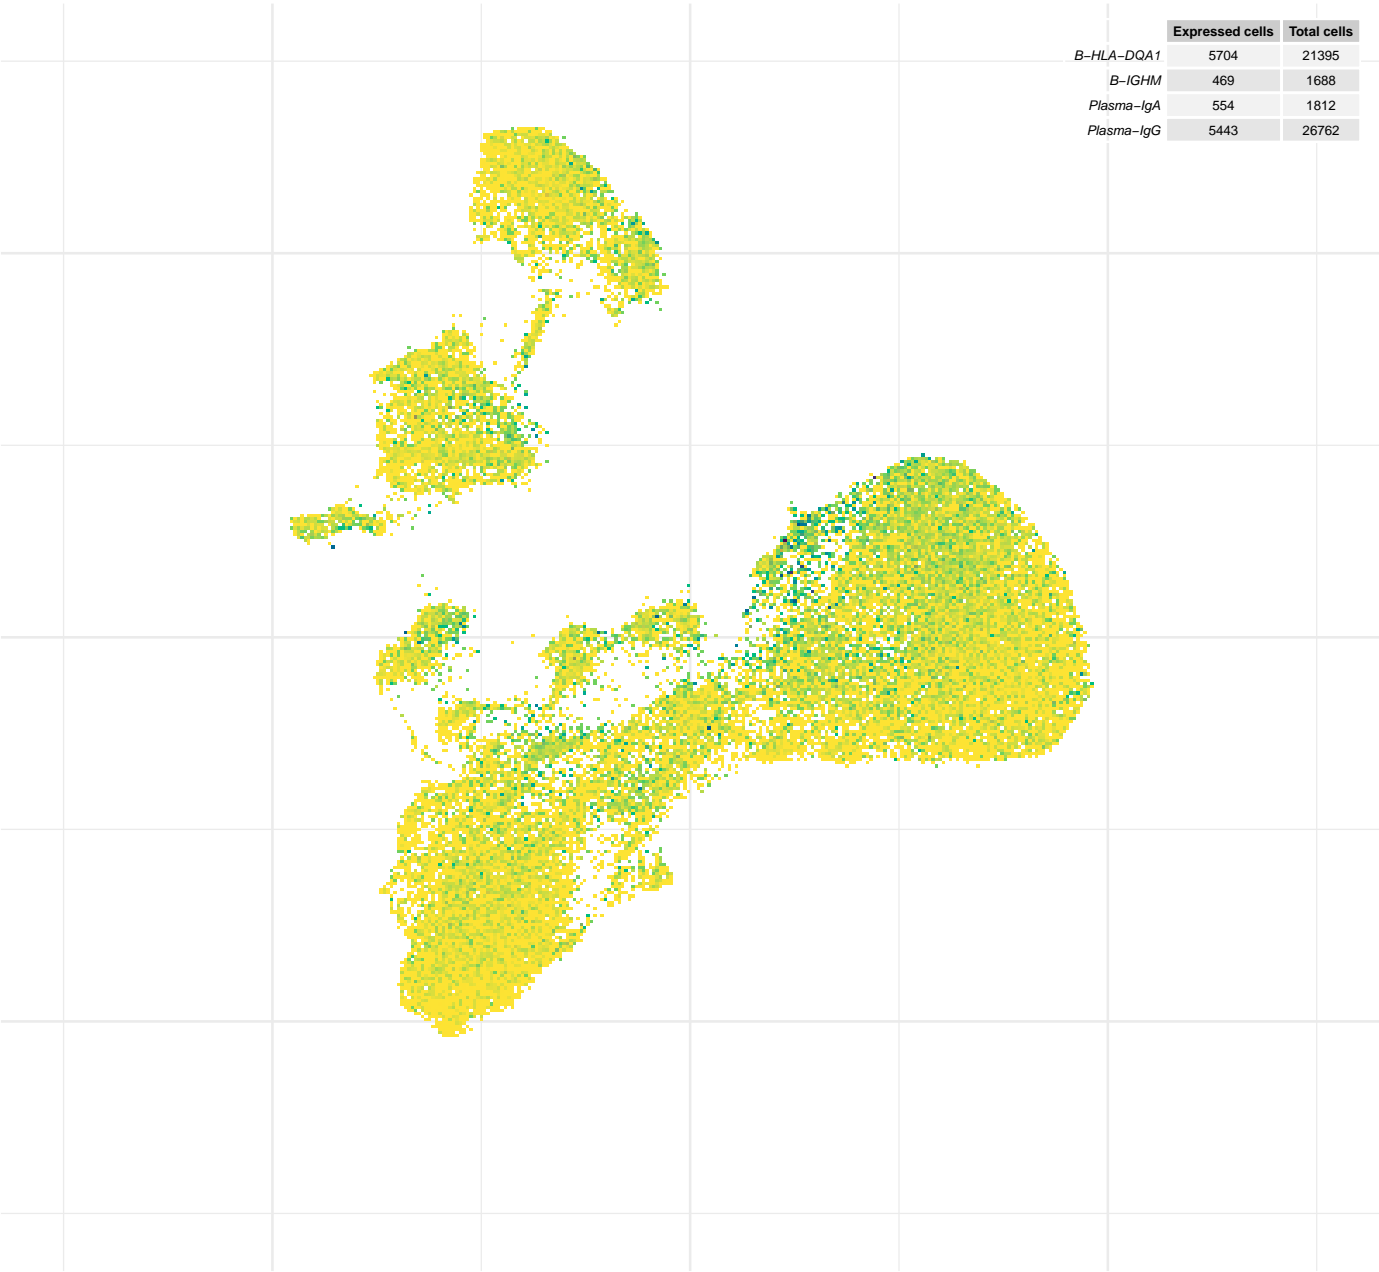 Expressed cells Total cells
B−HLA−DQA1 5704 21395
B−IGHM 469 1688
Plasma−IgA 554 1812
Plasma−IgG 5443 26762